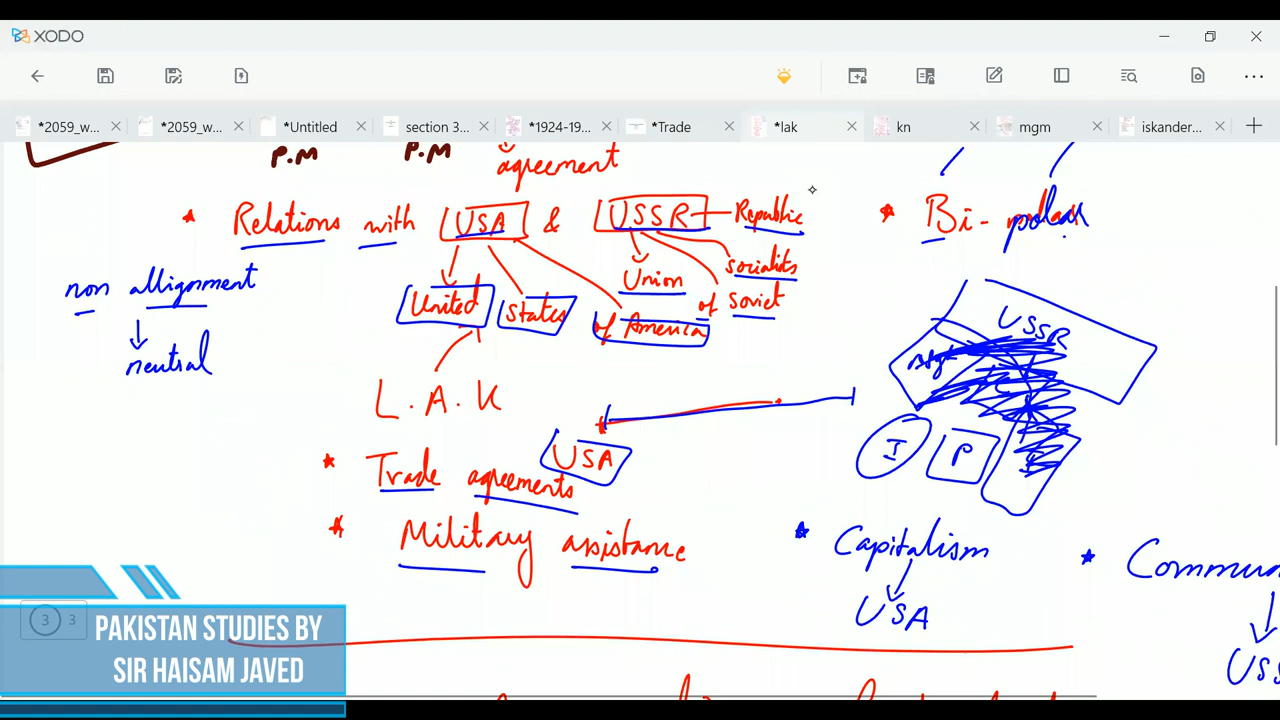 XODO
*2059_w... *2059_w... *Untitled section 3... *1924-19... *Trade *lak kn mgm iskander...
P.M P.M agreement
* Relations with USA & USSR - Republic
* Bi-polar
non allignment
neutral
United States of America
Union of soviet socialits
USSR
L.A.K
USA
I P
* Trade agreements
* Military assistance
* Capitalism
USA
* Commun
USS
3 3
PAKISTAN STUDIES BY
SIR HAISAM JAVED